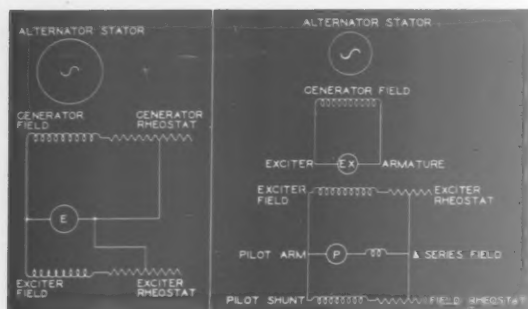 ALTERNATOR STATOR
GENERATOR FIELD
GENERATOR RHEOSTAT
E
EXCITER FIELD
EXCITER RHEOSTAT
ALTERNATOR STATOR
GENERATOR FIELD
EXCITER
EX
ARMATURE
EXCITER FIELD
EXCITER RHEOSTAT
PILOT ARM
P
SERIES FIELD
PILOT SHUNT
FIELD RHEOSTAT